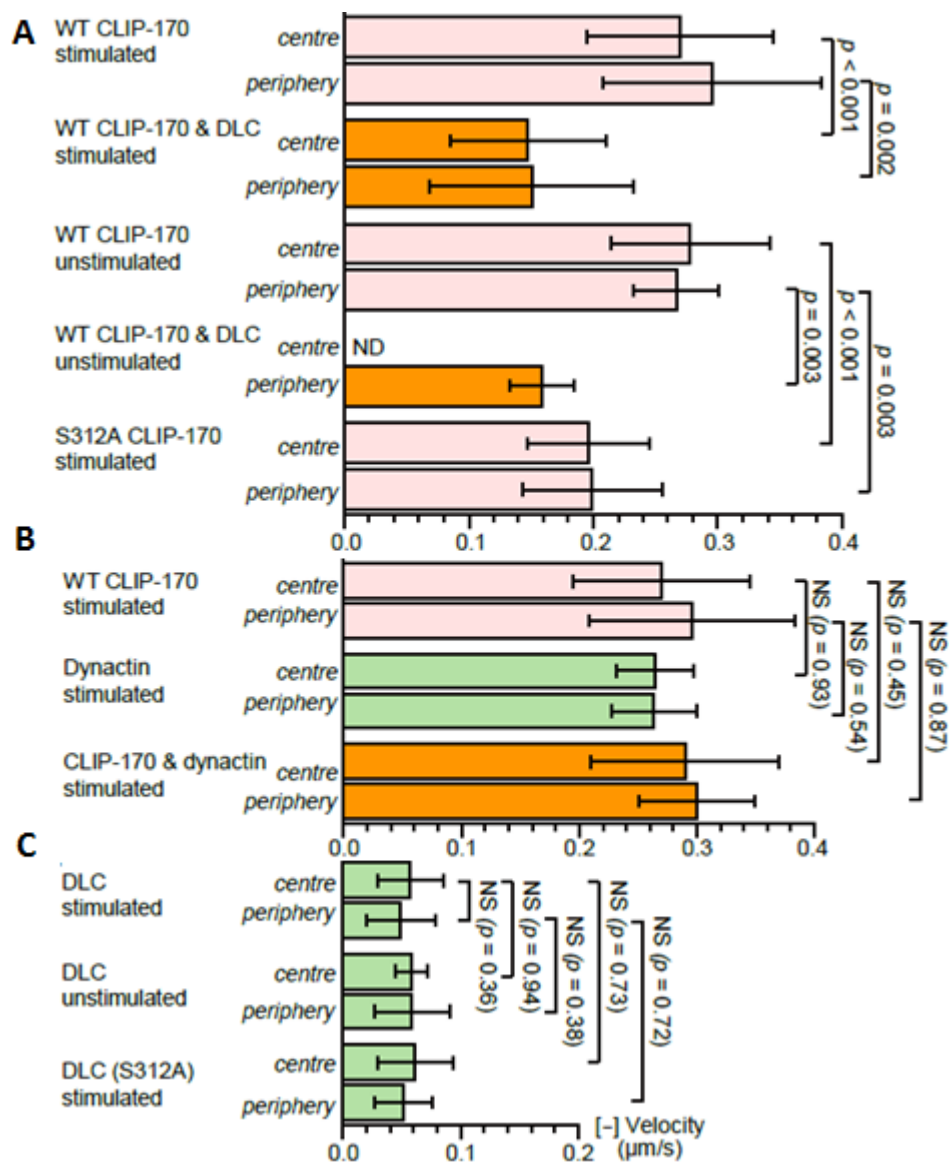 A
WT CLIP-170
stimulated
centre
periphery
WT CLIP-170 & DLC
stimulated
centre
periphery
WT CLIP-170
unstimulated
centre
periphery
WT CLIP-170 & DLC
unstimulated
centre
ND
periphery
S312A CLIP-170
stimulated
centre
periphery
p < 0.001
p = 0.002
p = 0.003
p < 0.001
p = 0.003
0.0 0.1 0.2 0.3 0.4
B
WT CLIP-170
stimulated
centre
periphery
Dynactin
stimulated
centre
periphery
CLIP-170 & dynactin
stimulated
centre
periphery
NS (p = 0.93)
NS (p = 0.54)
NS (p = 0.45)
NS (p = 0.87)
0.0 0.1 0.2 0.3 0.4
C
DLC
stimulated
centre
periphery
DLC
unstimulated
centre
periphery
DLC (S312A)
stimulated
centre
periphery
NS (p = 0.36)
NS (p = 0.94)
NS (p = 0.38)
NS (p = 0.73)
NS (p = 0.72)
0.0 0.1 0.2
[–] Velocity
(µm/s)